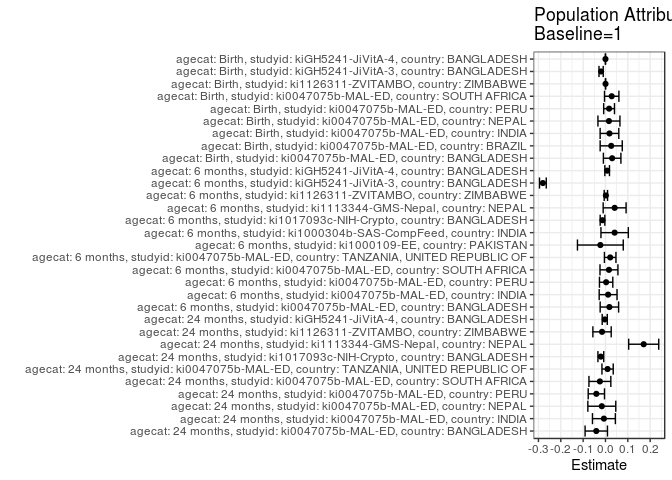 Population Attribu
Baseline=1
agecat: Birth, studyid: kiGH5241-JiVitA-4, country: BANGLADESH
agecat: Birth, studyid: kiGH5241-JiVitA-3, country: BANGLADESH
agecat: Birth, studyid: ki1126311-ZVITAMBO, country: ZIMBABWE
agecat: Birth, studyid: ki0047075b-MAL-ED, country: SOUTH AFRICA
agecat: Birth, studyid: ki0047075b-MAL-ED, country: PERU
agecat: Birth, studyid: ki0047075b-MAL-ED, country: NEPAL
agecat: Birth, studyid: ki0047075b-MAL-ED, country: INDIA
agecat: Birth, studyid: ki0047075b-MAL-ED, country: BRAZIL
agecat: Birth, studyid: ki0047075b-MAL-ED, country: BANGLADESH
agecat: 6 months, studyid: kiGH5241-JiVitA-4, country: BANGLADESH
agecat: 6 months, studyid: kiGH5241-JiVitA-3, country: BANGLADESH
agecat: 6 months, studyid: ki1126311-ZVITAMBO, country: ZIMBABWE
agecat: 6 months, studyid: ki1113344-GMS-Nepal, country: NEPAL
agecat: 6 months, studyid: ki1017093c-NIH-Crypto, country: BANGLADESH
agecat: 6 months, studyid: ki1000304b-SAS-CompFeed, country: INDIA
agecat: 6 months, studyid: ki1000109-EE, country: PAKISTAN
agecat: 6 months, studyid: ki0047075b-MAL-ED, country: TANZANIA, UNITED REPUBLIC OF
agecat: 6 months, studyid: ki0047075b-MAL-ED, country: SOUTH AFRICA
agecat: 6 months, studyid: ki0047075b-MAL-ED, country: PERU
agecat: 6 months, studyid: ki0047075b-MAL-ED, country: INDIA
agecat: 6 months, studyid: ki0047075b-MAL-ED, country: BANGLADESH
agecat: 24 months, studyid: kiGH5241-JiVitA-4, country: BANGLADESH
agecat: 24 months, studyid: ki1126311-ZVITAMBO, country: ZIMBABWE
agecat: 24 months, studyid: ki1113344-GMS-Nepal, country: NEPAL
agecat: 24 months, studyid: ki1017093c-NIH-Crypto, country: BANGLADESH
agecat: 24 months, studyid: ki0047075b-MAL-ED, country: TANZANIA, UNITED REPUBLIC OF
agecat: 24 months, studyid: ki0047075b-MAL-ED, country: SOUTH AFRICA
agecat: 24 months, studyid: ki0047075b-MAL-ED, country: PERU
agecat: 24 months, studyid: ki0047075b-MAL-ED, country: NEPAL
agecat: 24 months, studyid: ki0047075b-MAL-ED, country: INDIA
agecat: 24 months, studyid: ki0047075b-MAL-ED, country: BANGLADESH
-0.3 -0.2 -0.1 0.0 0.1 0.2
Estimate